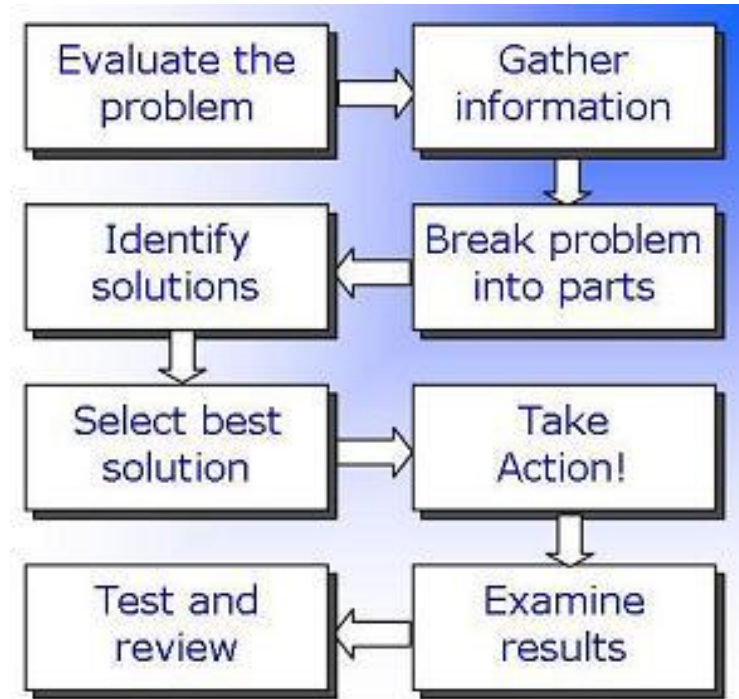 Evaluate the
problem
Gather
information
Break problem
into parts
Identify
solutions
Select best
solution
Take
Action!
Examine
results
Test and
review